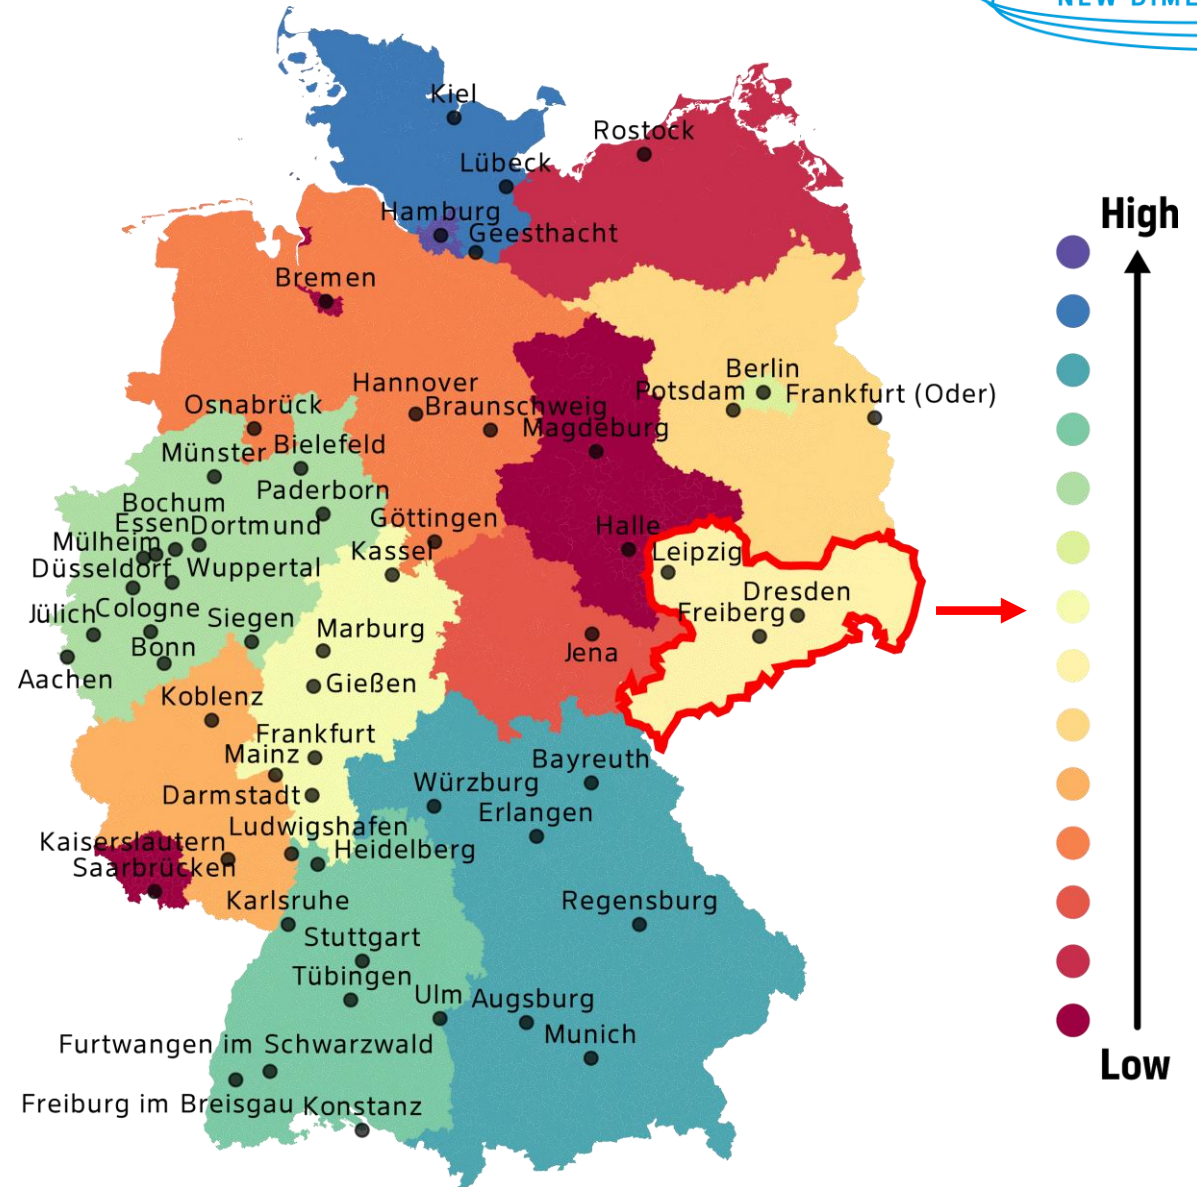 NEW DIME
Kiel
Rostock
Lübeck
Hamburg
Geesthacht
Bremen
High
Berlin
Hannover
Potsdam
Frankfurt (Oder)
Osnabrück
Braunschweig
Magdeburg
Münster
Bielefeld
Paderborn
Bochum
Essen
Dortmund
Göttingen
Halle
Mülheim
Kassel
Leipzig
Düsseldorf
Wuppertal
Dresden
Jülich
Cologne
Siegen
Freiberg
Marburg
Bonn
Jena
Aachen
Gießen
Koblenz
Frankfurt
Mainz
Bayreuth
Würzburg
Darmstadt
Erlangen
Ludwigshafen
Kaiserslautern
Heidelberg
Saarbrücken
Karlsruhe
Regensburg
Stuttgart
Tübingen
Ulm
Augsburg
Munich
Furtwangen im Schwarzwald
Low
Freiburg im Breisgau
Konstanz